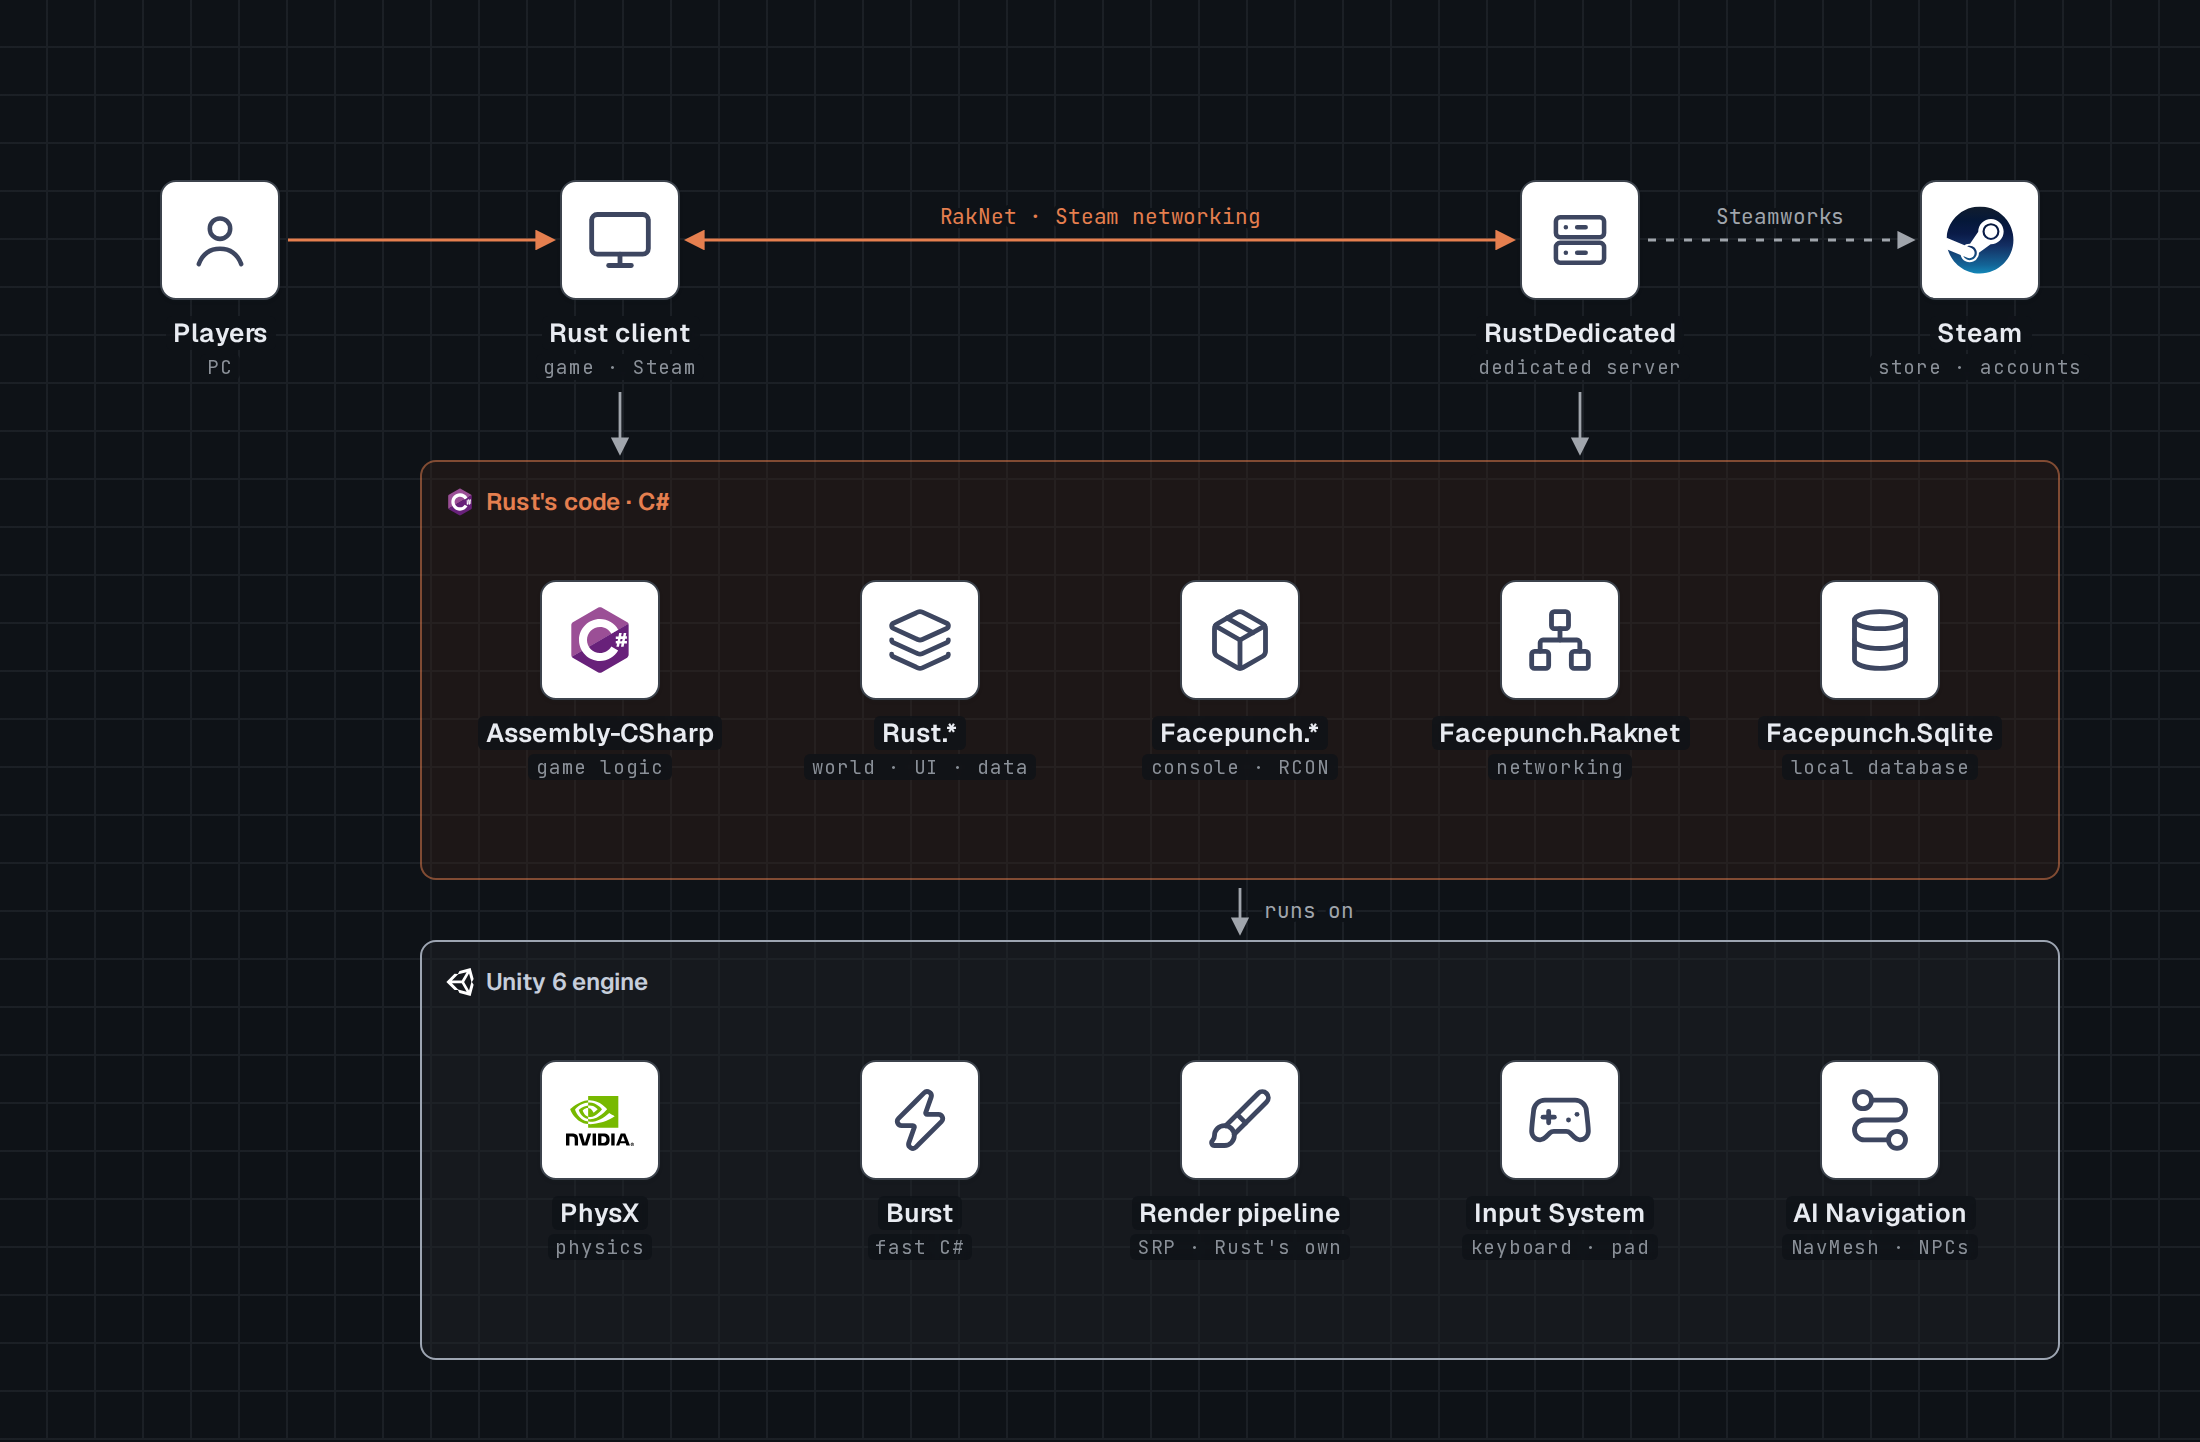 RakNet · Steam networking
Steamworks
Players
PC
Rust client
game · Steam
RustDedicated
dedicated server
Steam
store · accounts
C# Rust's code · C#
C#
Assembly-CSharp
game logic
Rust.*
world · UI · data
Facepunch.*
console · RCON
Facepunch.Raknet
networking
Facepunch.Sqlite
local database
runs on
Unity 6 engine
NVIDIA.
PhysX
physics
Burst
fast C#
Render pipeline
SRP · Rust's own
Input System
keyboard · pad
AI Navigation
NavMesh · NPCs